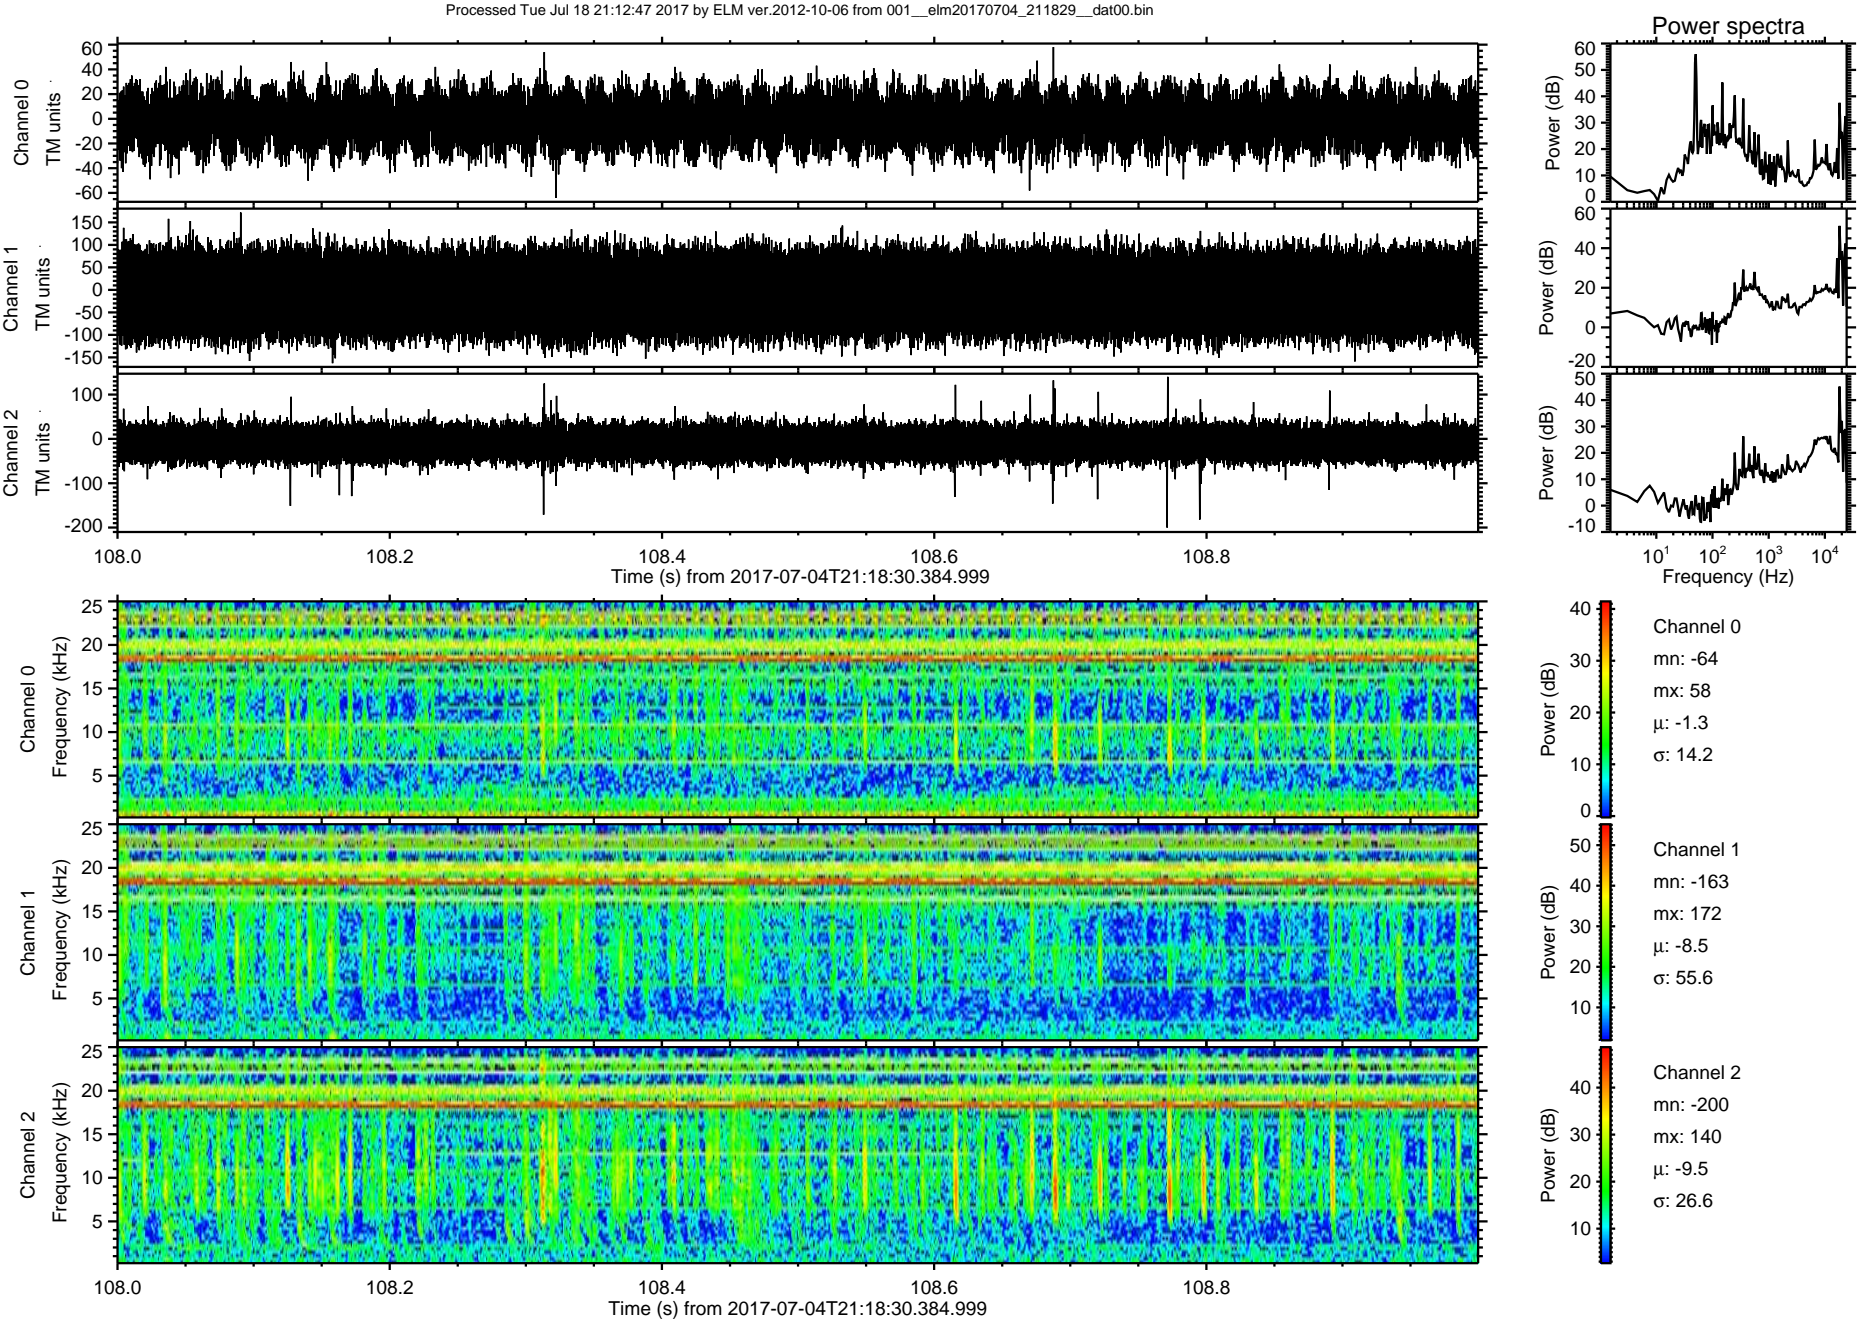 Processed Tue Jul 18 21:12:47 2017 by ELM ver.2012-10-06 from 001__elm20170704_211829__dat00.bin
Power spectra
Channel 0
TM units
60
40
20
0
-20
-40
-60
Power (dB)
60
50
40
30
20
10
0
Channel 1
TM units
150
100
50
0
-50
-100
-150
Power (dB)
60
40
20
0
-20
Channel 2
TM units
100
0
-100
-200
Power (dB)
50
40
30
20
10
0
-10
108.0 108.2 108.4 108.6 108.8
Time (s) from 2017-07-04T21:18:30.384.999
10¹ 10² 10³ 10⁴
Frequency (Hz)
Channel 0
Frequency (kHz)
25
20
15
10
5
Power (dB)
40
30
20
10
0
Channel 0
mn: -64
mx: 58
μ: -1.3
σ: 14.2
Channel 1
Frequency (kHz)
25
20
15
10
5
Power (dB)
50
40
30
20
10
Channel 1
mn: -163
mx: 172
μ: -8.5
σ: 55.6
Channel 2
Frequency (kHz)
25
20
15
10
5
Power (dB)
40
30
20
10
Channel 2
mn: -200
mx: 140
μ: -9.5
σ: 26.6
108.0 108.2 108.4 108.6 108.8
Time (s) from 2017-07-04T21:18:30.384.999